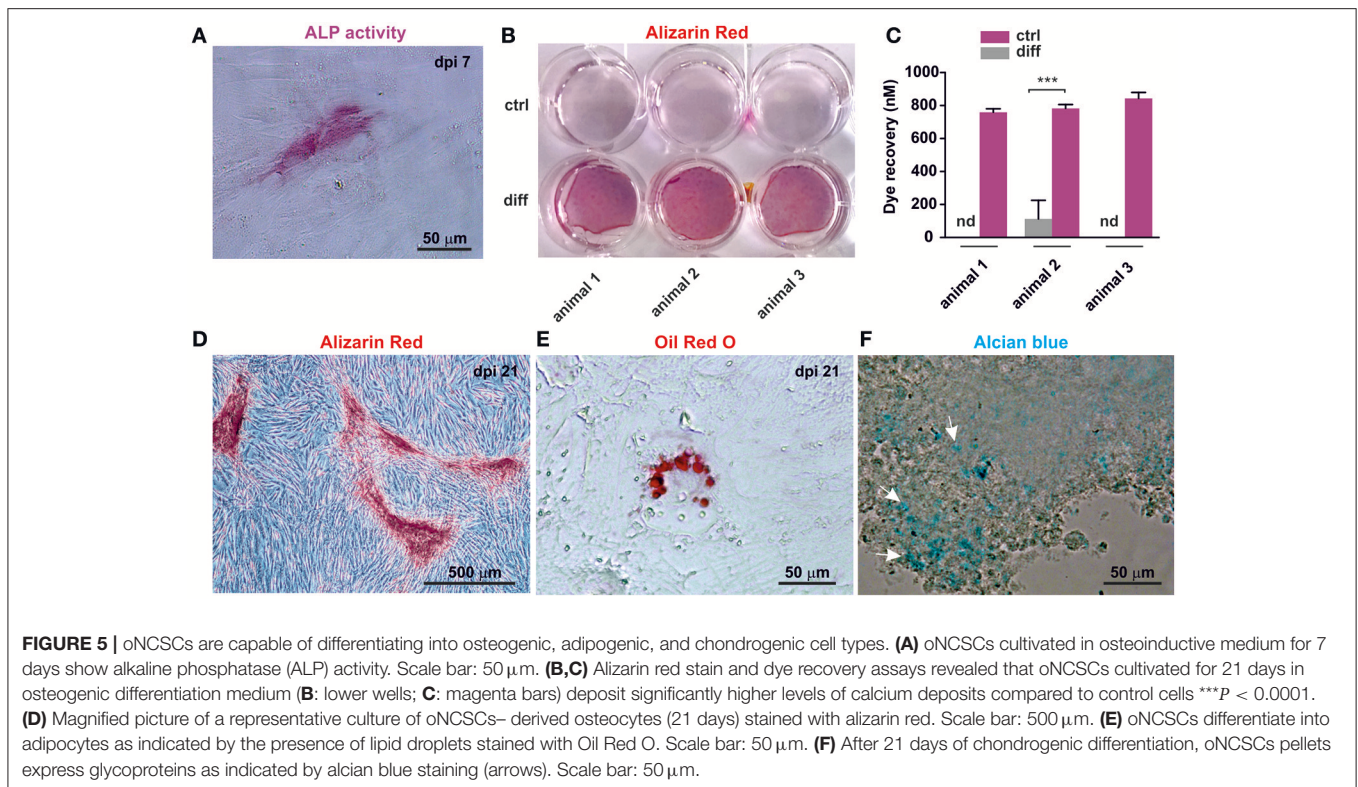 A
ALP activity
dpi 7
50 µm
B
Alizarin Red
ctrl
diff
animal 1
animal 2
animal 3
C
ctrl
diff
Dye recovery (nM)
1000
800
600
400
200
0
***
nd
nd
animal 1
animal 2
animal 3
D
Alizarin Red
dpi 21
500 µm
E
Oil Red O
dpi 21
50 µm
F
Alcian blue
50 µm
FIGURE 5 | oNCSCs are capable of differentiating into osteogenic, adipogenic, and chondrogenic cell types. (A) oNCSCs cultivated in osteoinductive medium for 7
days show alkaline phosphatase (ALP) activity. Scale bar: 50 µm. (B,C) Alizarin red stain and dye recovery assays revealed that oNCSCs cultivated for 21 days in
osteogenic differentiation medium (B: lower wells; C: magenta bars) deposit significantly higher levels of calcium deposits compared to control cells ***P < 0.0001.
(D) Magnified picture of a representative culture of oNCSCs– derived osteocytes (21 days) stained with alizarin red. Scale bar: 500 µm. (E) oNCSCs differentiate into
adipocytes as indicated by the presence of lipid droplets stained with Oil Red O. Scale bar: 50 µm. (F) After 21 days of chondrogenic differentiation, oNCSCs pellets
express glycoproteins as indicated by alcian blue staining (arrows). Scale bar: 50 µm.